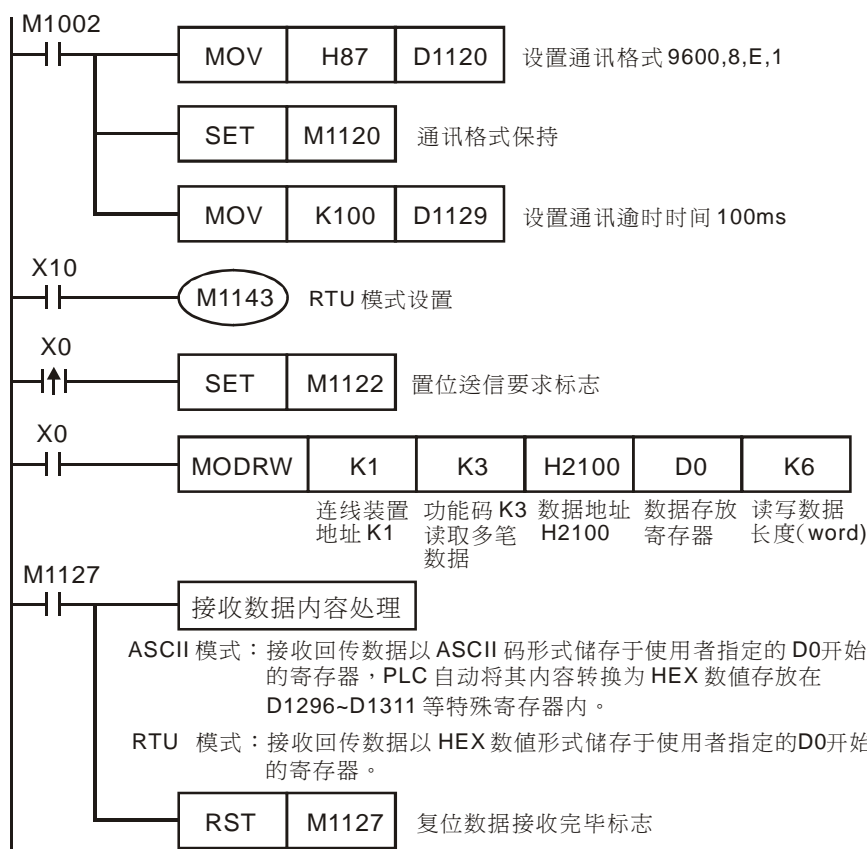 M1002
MOV H87 D1120 设置通讯格式 9600,8,E,1
SET M1120 通讯格式保持
MOV K100 D1129 设置通讯逾时时间 100ms
X10
M1143 RTU 模式设置
X0
SET M1122 置位送信要求标志
X0
MODRW K1 K3 H2100 D0 K6
连线装置 功能码 K3 数据地址 数据存放 读写数据
地址 K1 读取多笔 H2100 寄存器 长度(word)
数据
M1127
接收数据内容处理
ASCII 模式：接收回传数据以 ASCII 码形式储存于使用者指定的 D0开始
的寄存器，PLC 自动将其内容转换为 HEX 数值存放在
D1296~D1311 等特殊寄存器内。
RTU 模式：接收回传数据以 HEX 数值形式储存于使用者指定的D0开始
的寄存器。
RST M1127 复位数据接收完毕标志